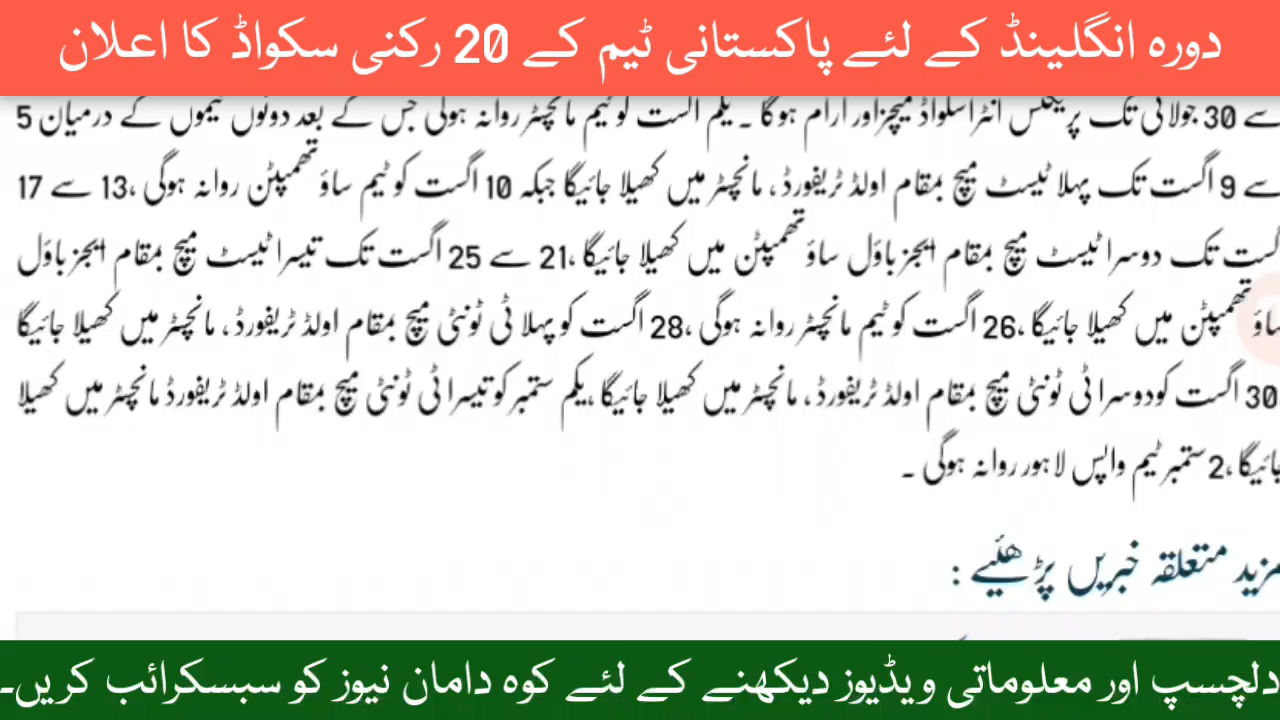 دورہ انگلینڈ کے لئے پاکستانی ٹیم کے 20 رکنی سکواڈ کا اعلان
سے 30 جولائی تک پریکٹس انٹراسکواڈ میچز اور آرام ہوگا ۔ یکم اگست کو ٹیم مانچسٹر روانہ ہوگی جس کے بعد دونوں ٹیموں کے درمیان 5
سے 9 اگست تک پہلا ٹیسٹ میچ بمقام اولڈ ٹریفورڈ، مانچسٹر میں کھیلا جائیگا جبکہ 10 اگست کو ٹیم ساؤتھمپٹن روانہ ہوگی ،13 سے 17
گست تک دوسرا ٹیسٹ میچ بمقام ایجز باؤل ساؤتھمپٹن میں کھیلا جائیگا ،21 سے 25 اگست تک تیسرا ٹیسٹ میچ بمقام ایجز باؤل
ساؤتھمپٹن میں کھیلا جائیگا ،26 اگست کو ٹیم مانچسٹر روانہ ہوگی ،28 اگست کو پہلا ٹی ٹونٹی میچ بمقام اولڈ ٹریفورڈ، مانچسٹر میں کھیلا جائیگا
30 اگست کو دوسرا ٹی ٹونٹی میچ بمقام اولڈ ٹریفورڈ، مانچسٹر میں کھیلا جائیگا ،یکم ستمبر کو تیسرا ٹی ٹونٹی میچ بمقام اولڈ ٹریفورڈ مانچسٹر میں کھیلا
جائیگا ،2 ستمبر ٹیم واپس لاہور روانہ ہوگی ۔
مزید متعلقہ خبریں پڑھئیے :
دلچسپ اور معلوماتی ویڈیوز دیکھنے کے لئے کوہ دامان نیوز کو سبسکرائب کریں۔